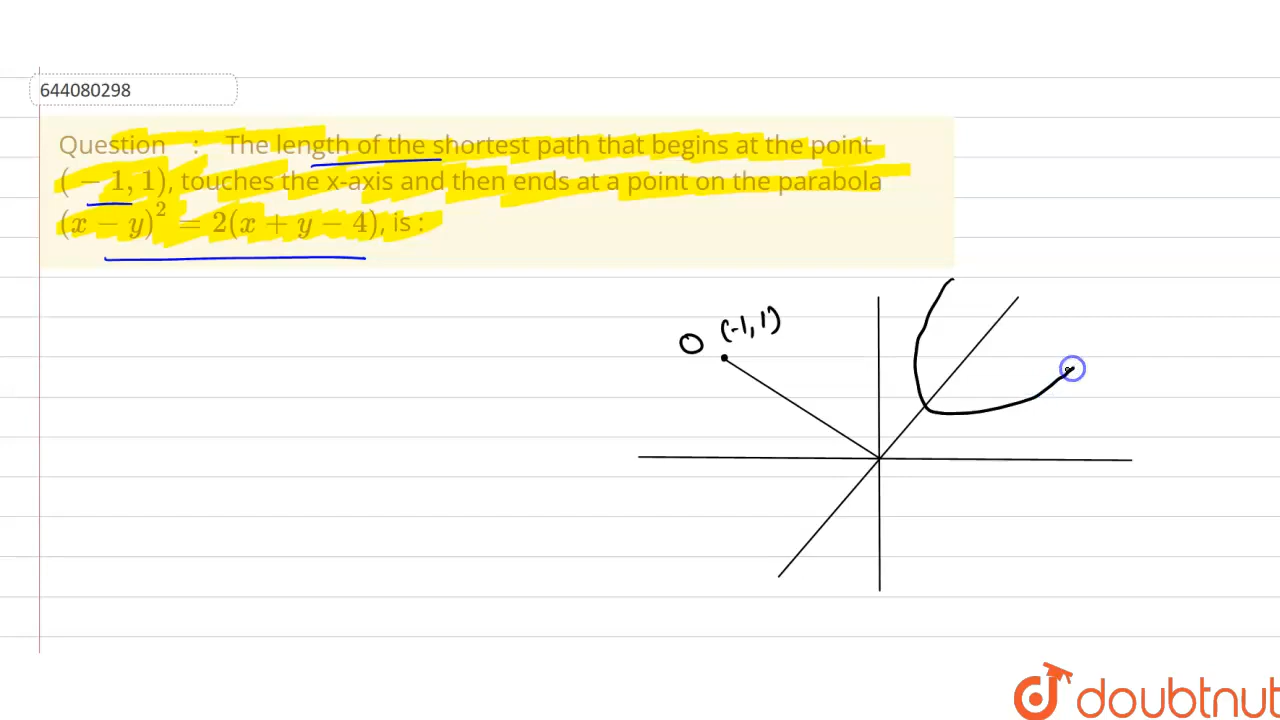 644080298
Question : The length of the shortest path that begins at the point
(−1, 1), touches the x-axis and then ends at a point on the parabola
(x − y)² = 2(x + y − 4), is :
O (-1, 1)
doubtnut